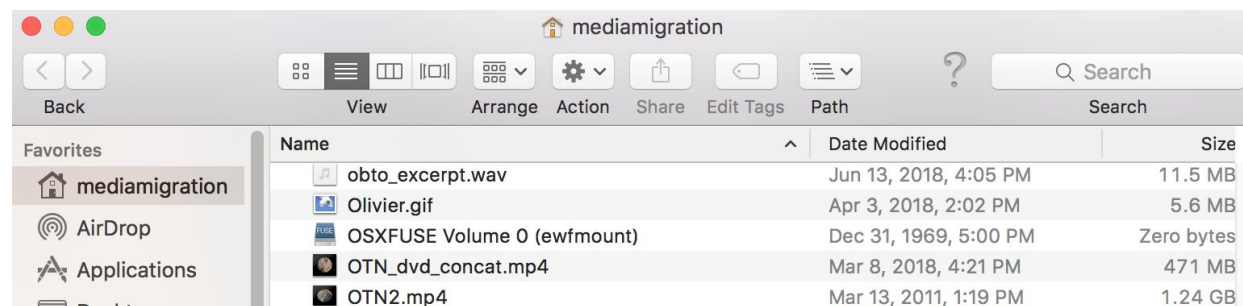 mediamigration
Back View Arrange Action Share Edit Tags Path Search Search
Favorites
mediamigration
AirDrop
Applications
Name Date Modified Size
obto_excerpt.wav Jun 13, 2018, 4:05 PM 11.5 MB
Olivier.gif Apr 3, 2018, 2:02 PM 5.6 MB
FUSE OSXFUSE Volume 0 (ewfmount) Dec 31, 1969, 5:00 PM Zero bytes
OTN_dvd_concat.mp4 Mar 8, 2018, 4:21 PM 471 MB
OTN2.mp4 Mar 13, 2011, 1:19 PM 1.24 GB